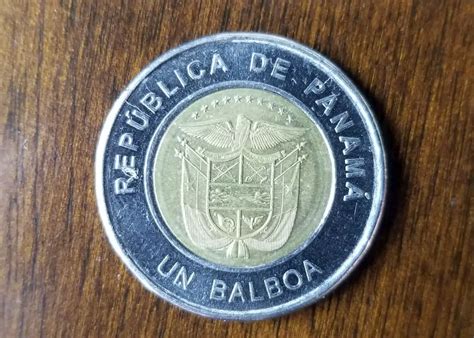 REPÚBLICA DE PANAMÁ
UN BALBOA